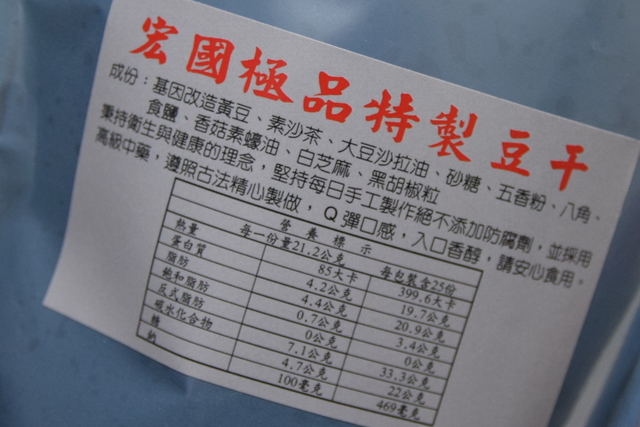 宏國極品特製豆干
成份：基因改造黃豆、素沙茶、大豆沙拉油、砂糖、五香粉、八角、
食鹽、香菇素蠔油、白芝麻、黑胡椒粒
秉持衛生與健康的理念，堅持每日手工製作絕不添加防腐劑，並採用
高級中藥，遵照古法精心製做，Q彈口感，入口香醇，請安心食用。
營養標示
每一份量21.2公克 每包裝含25份
熱量 85大卡 399.6大卡
蛋白質 4.2公克 19.7公克
脂肪 4.4公克 20.9公克
飽和脂肪 0.7公克 3.4公克
反式脂肪 0公克 0公克
碳水化合物 7.1公克 33.3公克
糖 4.7公克 22公克
鈉 100毫克 469毫克